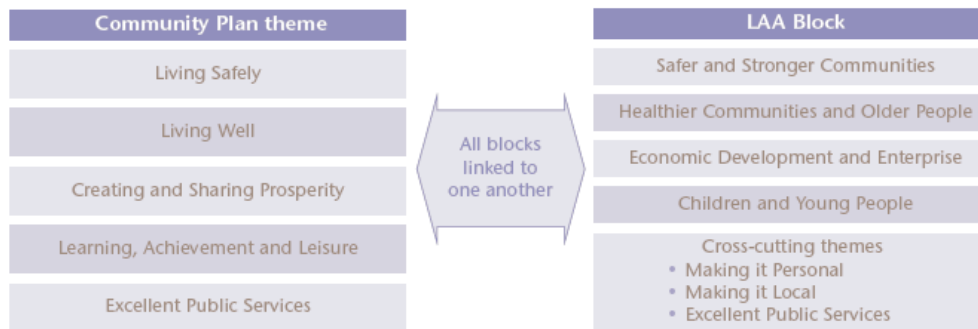 Community Plan theme
Living Safely
Living Well
Creating and Sharing Prosperity
Learning, Achievement and Leisure
Excellent Public Services
All blocks
linked to
one another
LAA Block
Safer and Stronger Communities
Healthier Communities and Older People
Economic Development and Enterprise
Children and Young People
Cross-cutting themes
• Making it Personal
• Making it Local
• Excellent Public Services